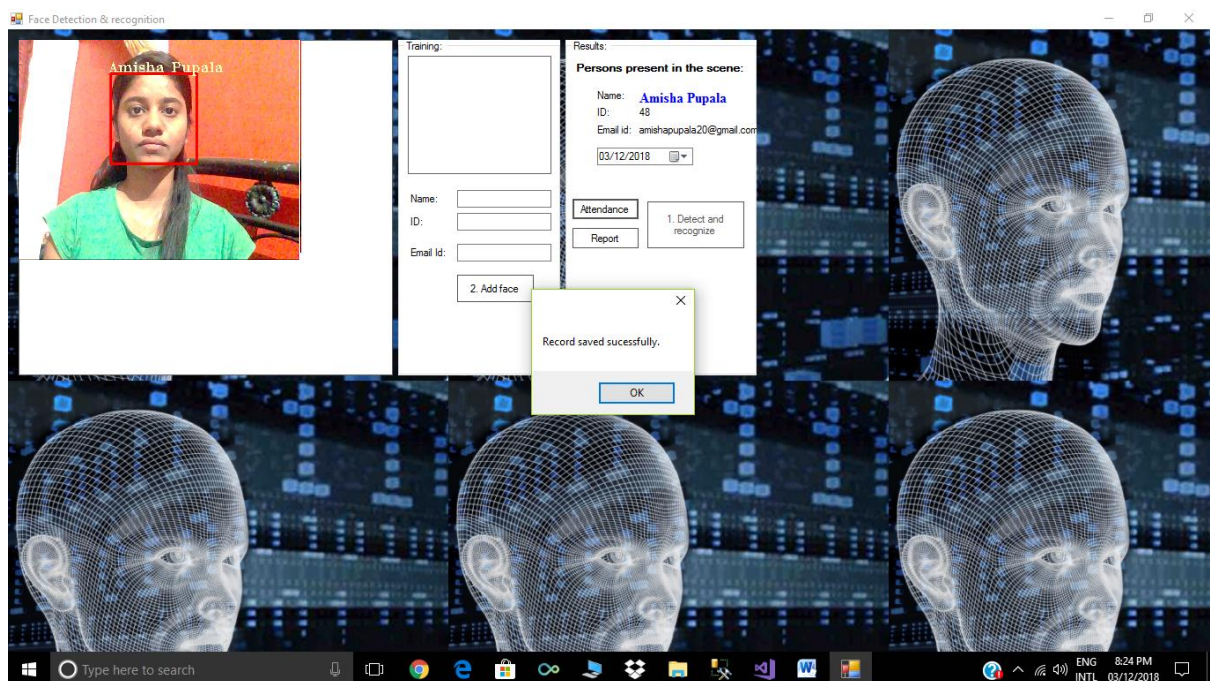 Face Detection & recognition
Amisha Pupala
Training:
Name:
ID:
Email Id:
2. Add face
Results:
Persons present in the scene:
Name: Amisha Pupala
ID: 48
Email id: amishapupala20@gmail.com
03/12/2018
Attendance
Report
1. Detect and
recognize
Record saved sucessfully.
OK
Type here to search
ENG
INTL
8:24 PM
03/12/2018